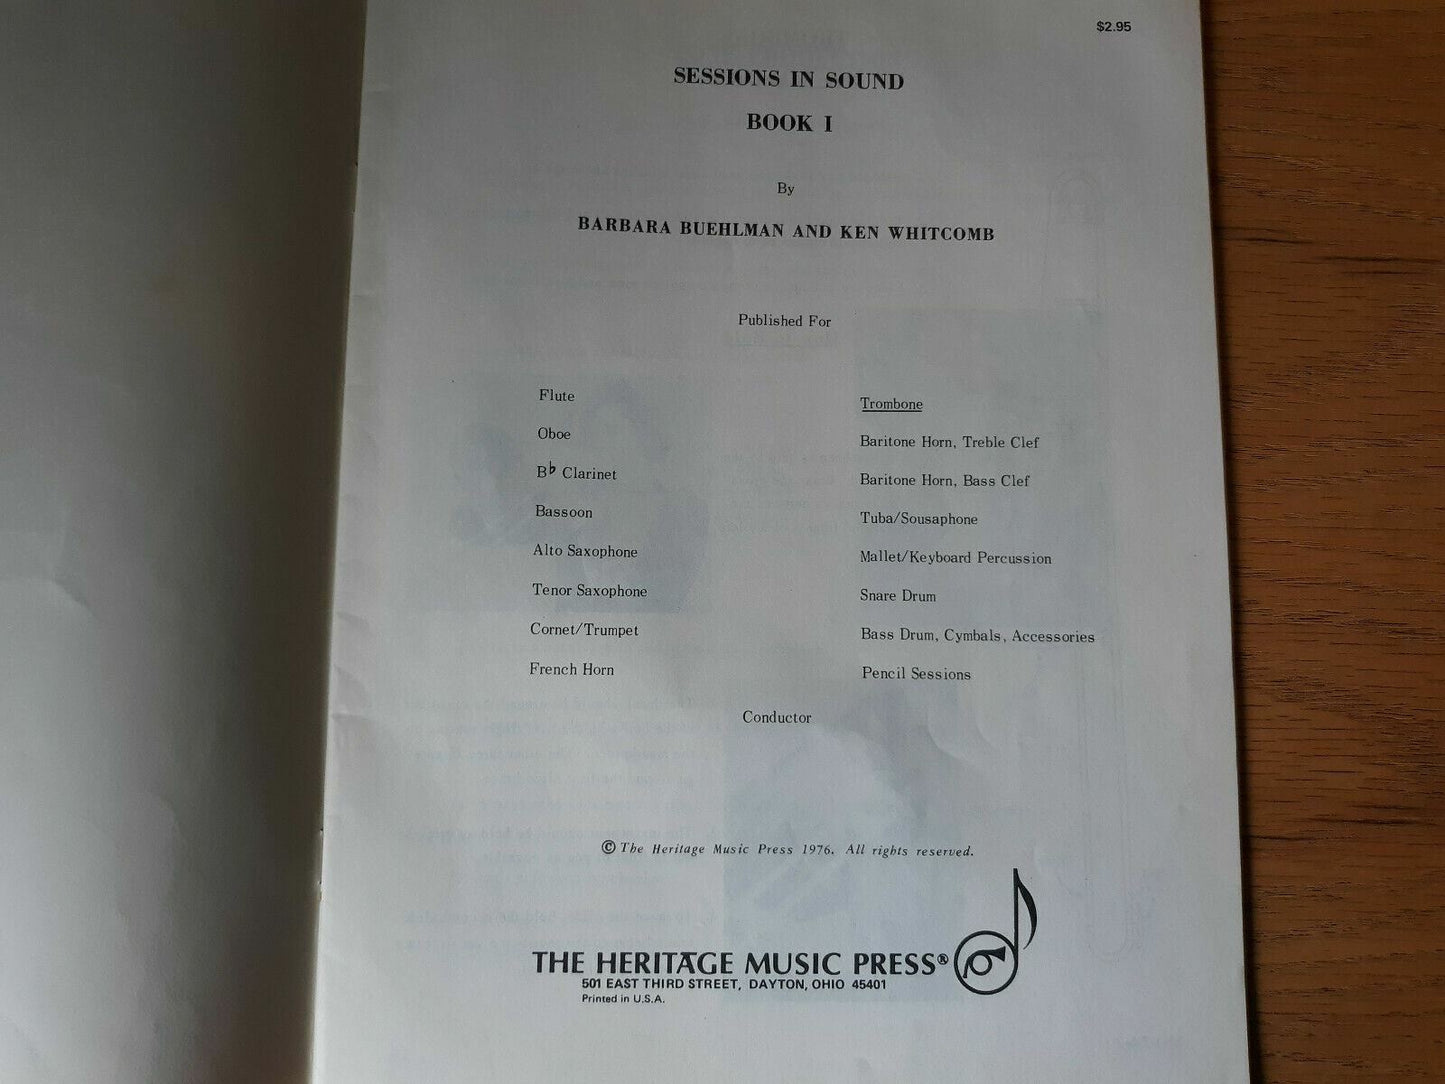 $2.95
SESSIONS IN SOUND
BOOK I
By
BARBARA BUEHLMAN AND KEN WHITCOMB
Published For
Flute
Oboe
B♭ Clarinet
Bassoon
Alto Saxophone
Tenor Saxophone
Cornet/Trumpet
French Horn
Trombone
Baritone Horn, Treble Clef
Baritone Horn, Bass Clef
Tuba/Sousaphone
Mallet/Keyboard Percussion
Snare Drum
Bass Drum, Cymbals, Accessories
Pencil Sessions
Conductor
© The Heritage Music Press 1976. All rights reserved.
THE HERITAGE MUSIC PRESS®
501 EAST THIRD STREET, DAYTON, OHIO 45401
Printed in U.S.A.